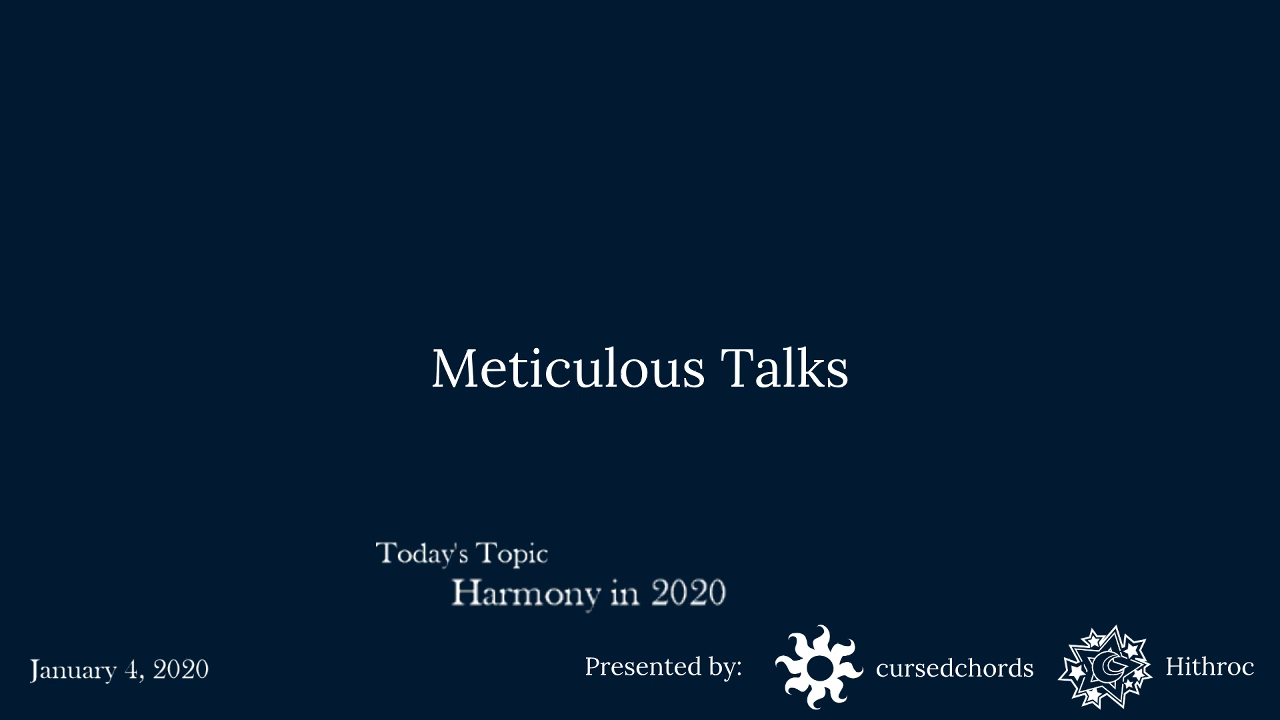 Meticulous Talks
Today's Topic
Harmony in 2020
January 4, 2020
Presented by: cursedchords Hithroc